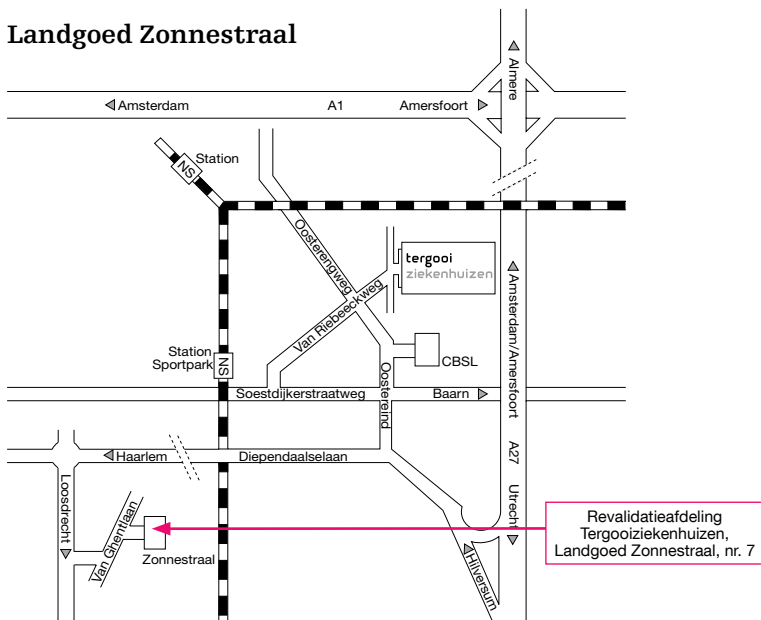 Landgoed Zonnestraal
Almere
Amsterdam
A1
Amersfoort
Station
NS
Oosterengweg
tergooi
ziekenhuizen
Van Riebeeckweg
Amsterdam/Amersfoort
Station
Sportpark
NS
CBSL
Soestdijkerstraatweg
Baarn
Oostereind
Haarlem
Diependaalselaan
A27
Loosdrecht
Utrecht
Van Ghentlaan
Zonnestraal
Hilversum
Revalidatieafdeling
Tergooiziekenhuizen,
Landgoed Zonnestraal, nr. 7